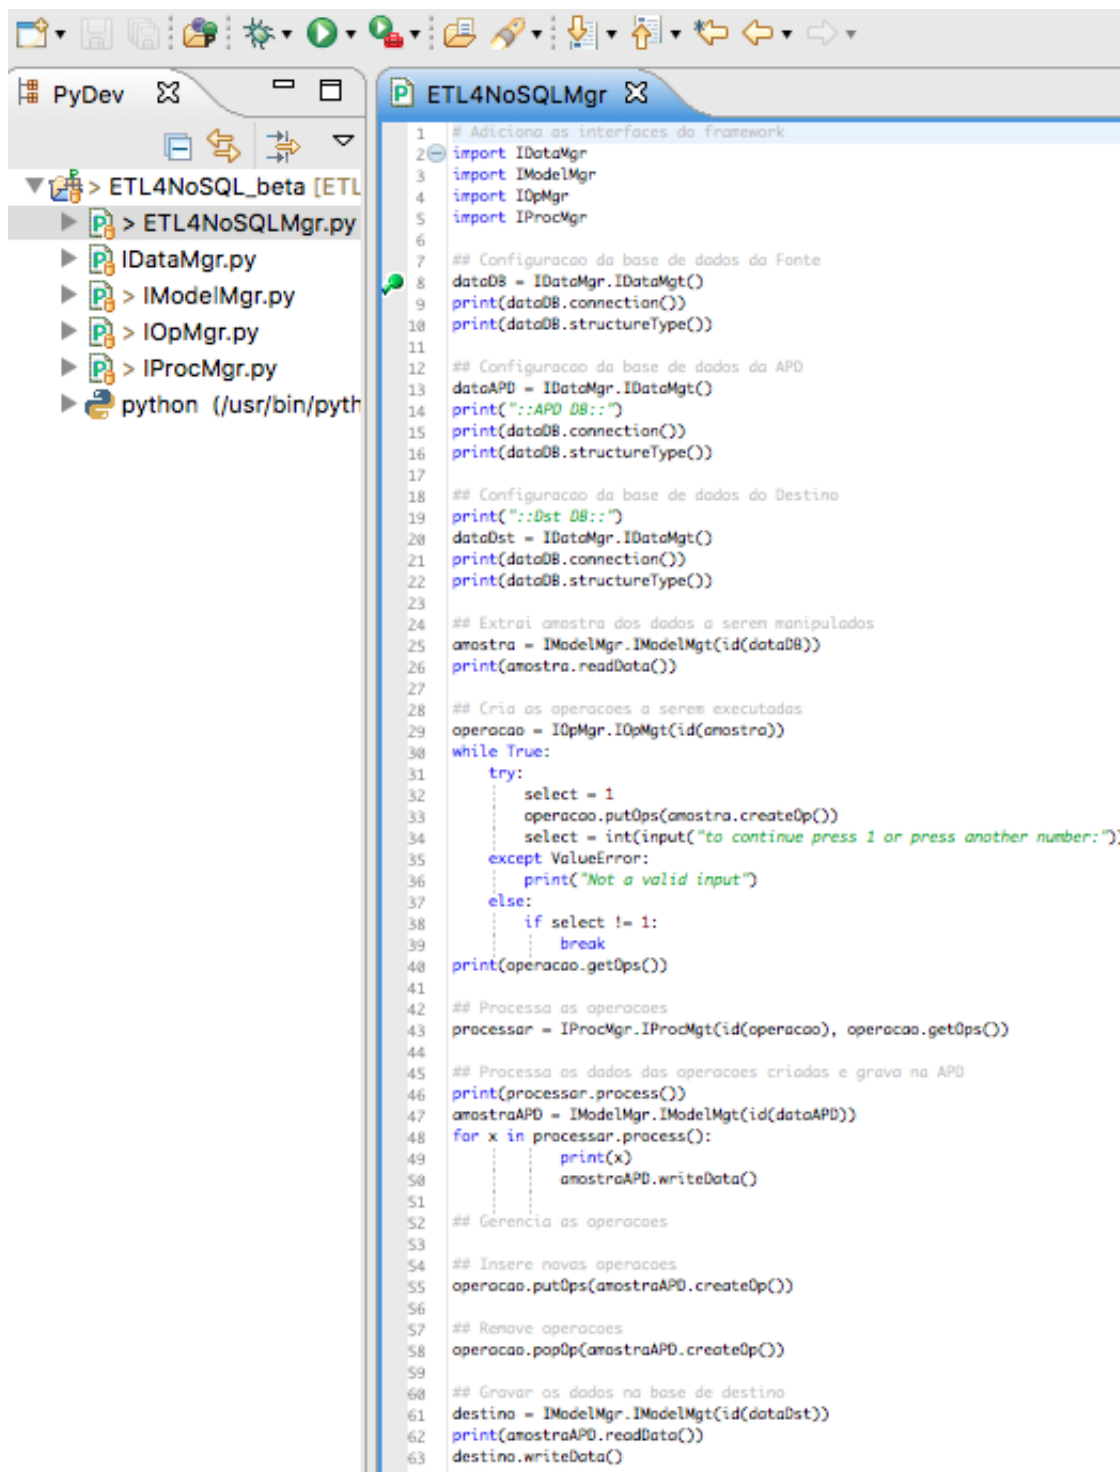 PyDev
ETL4NoSQL_beta [ETL
> ETL4NoSQLMgr.py
IDataMgr.py
> IModelMgr.py
> IOpMgr.py
> IProcMgr.py
python (/usr/bin/pyth
ETL4NoSQLMgr
1 # Adiciona as interfaces do framework
2 import IDataMgr
3 import IModelMgr
4 import IOpMgr
5 import IProcMgr
6
7 ## Configuracao da base de dados da Fonte
8 dataDB = IDataMgr.IDataMgt()
9 print(dataDB.connection())
10 print(dataDB.structureType())
11
12 ## Configuracao da base de dados da APD
13 dataAPD = IDataMgr.IDataMgt()
14 print("::APD DB::")
15 print(dataDB.connection())
16 print(dataDB.structureType())
17
18 ## Configuracao da base de dados do Destino
19 print("::Dst DB::")
20 dataDst = IDataMgr.IDataMgt()
21 print(dataDB.connection())
22 print(dataDB.structureType())
23
24 ## Extrai amostra dos dados a serem manipulados
25 amostra = IModelMgr.IModelMgt(id(dataDB))
26 print(amostra.readData())
27
28 ## Cria as operacoes a serem executadas
29 operacao = IOpMgr.IOpMgt(id(amostra))
30 while True:
31 try:
32 select = 1
33 operacao.putOps(amostra.createOp())
34 select = int(input("to continue press 1 or press another number:"))
35 except ValueError:
36 print("Not a valid input")
37 else:
38 if select != 1:
39 break
40 print(operacao.getOps())
41
42 ## Processa as operacoes
43 processar = IProcMgr.IProcMgt(id(operacao), operacao.getOps())
44
45 ## Processa os dados das operacoes criadas e grava na APD
46 print(processar.process())
47 amostraAPD = IModelMgr.IModelMgt(id(dataAPD))
48 for x in processar.process():
49 print(x)
50 amostraAPD.writeData()
51
52 ## Gerencia as operacoes
53
54 ## Insere novas operacoes
55 operacao.putOps(amostraAPD.createOp())
56
57 ## Remove operacoes
58 operacao.popOp(amostraAPD.createOp())
59
60 ## Gravar os dados na base de destino
61 destino = IModelMgr.IModelMgt(id(dataDst))
62 print(amostraAPD.readData())
63 destino.writeData()